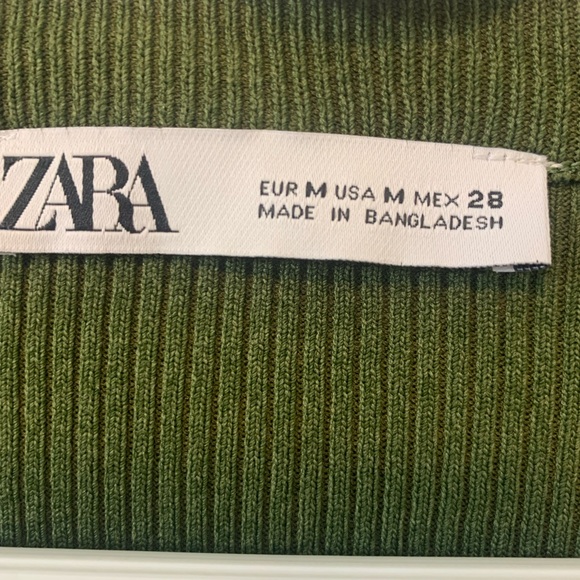 ZARA
EUR M USA M MEX 28
MADE IN BANGLADESH